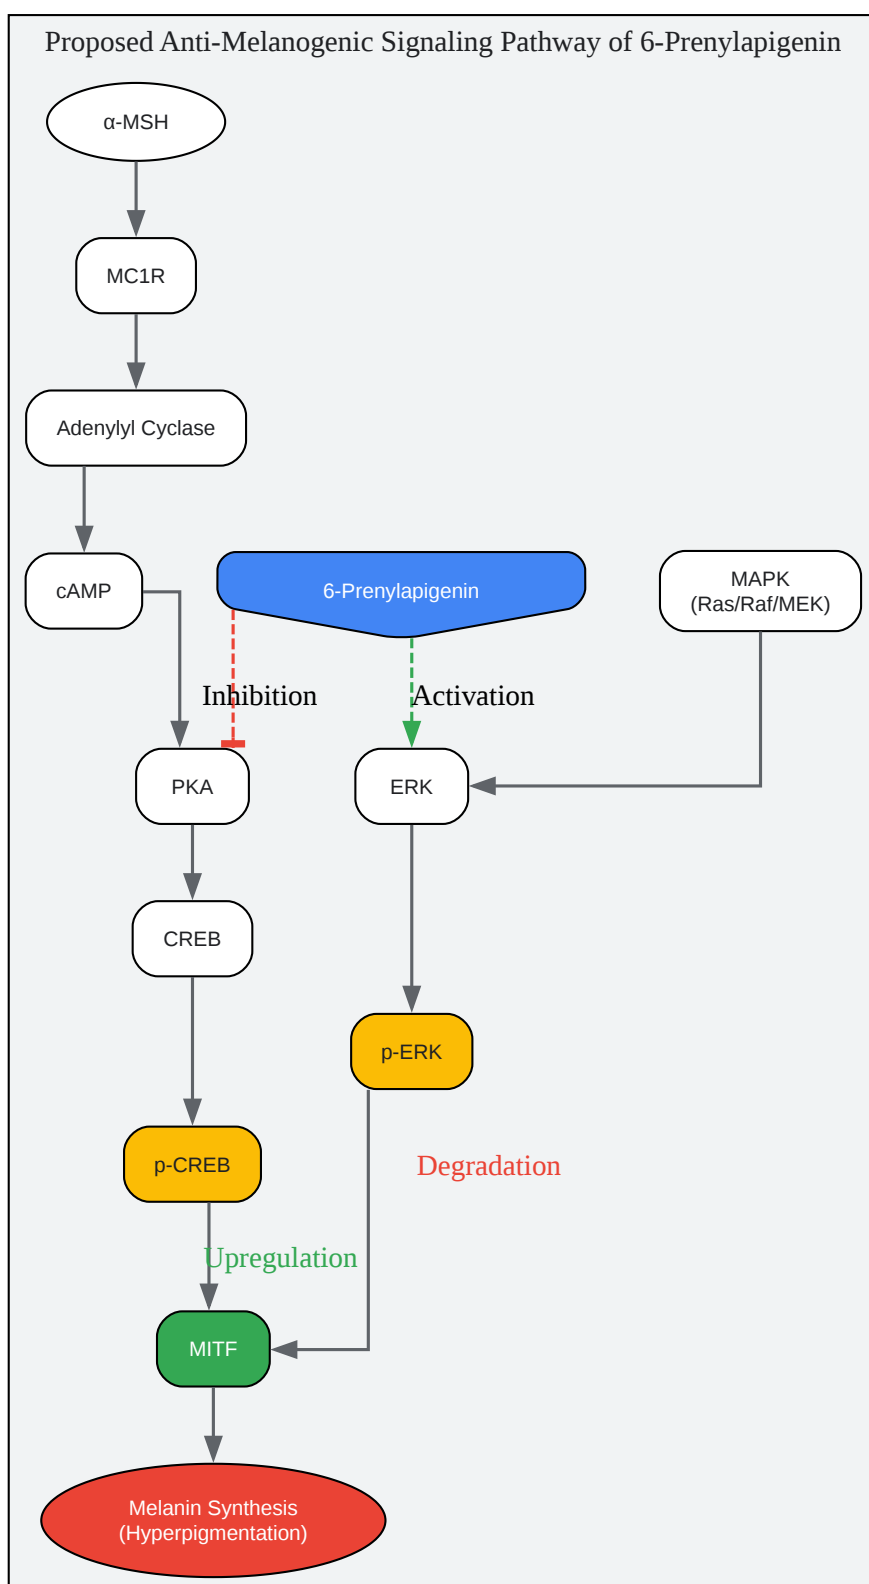 Proposed Anti-Melanogenic Signaling Pathway of 6-Prenylapigenin
α-MSH
MC1R
Adenylyl Cyclase
cAMP
6-Prenylapigenin
MAPK
(Ras/Raf/MEK)
Inhibition
Activation
PKA
ERK
CREB
p-ERK
p-CREB
Degradation
Upregulation
MITF
Melanin Synthesis
(Hyperpigmentation)